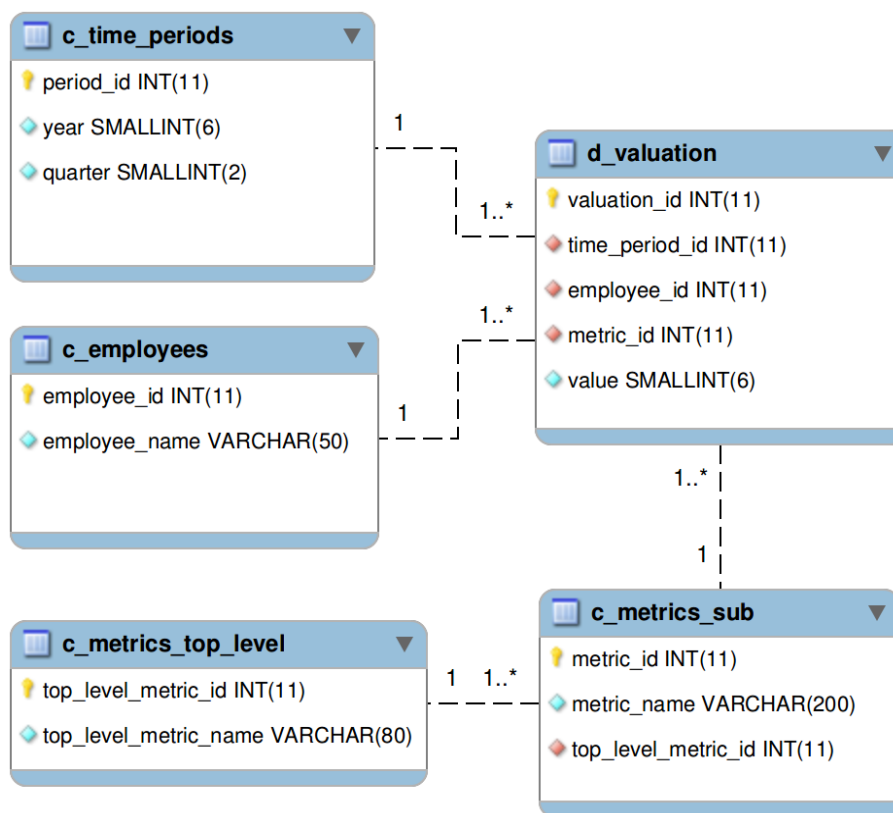 c_time_periods
period_id INT(11)
year SMALLINT(6)
quarter SMALLINT(2)
1
1..*
d_valuation
valuation_id INT(11)
time_period_id INT(11)
employee_id INT(11)
metric_id INT(11)
value SMALLINT(6)
c_employees
employee_id INT(11)
employee_name VARCHAR(50)
1..*
1
1..*
1
c_metrics_top_level
top_level_metric_id INT(11)
top_level_metric_name VARCHAR(80)
1 1..*
c_metrics_sub
metric_id INT(11)
metric_name VARCHAR(200)
top_level_metric_id INT(11)